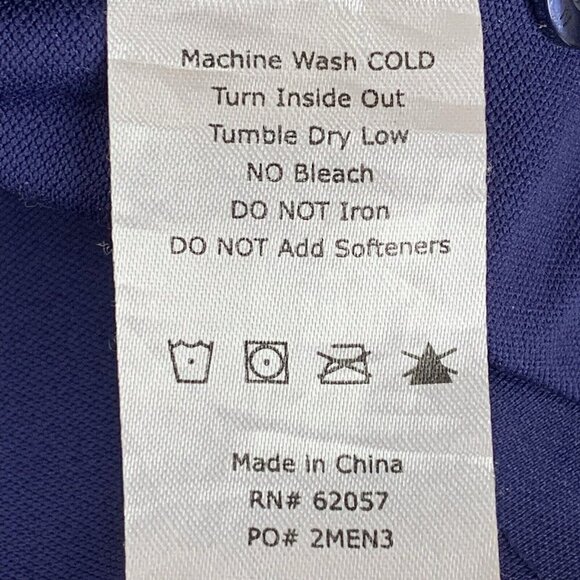 Machine Wash COLD
Turn Inside Out
Tumble Dry Low
NO Bleach
DO NOT Iron
DO NOT Add Softeners
Made in China
RN# 62057
PO# 2MEN3